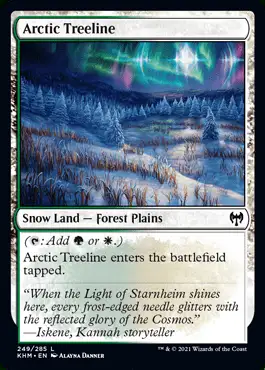 Arctic Treeline
Snow Land — Forest Plains
(: Add or .)
Arctic Treeline enters the battlefield
tapped.
“When the Light of Starnheim shines
here, every frost-edged needle glitters with
the reflected glory of the Cosmos.”
—Iskene, Kannah storyteller
249/285 L
KHM • EN Alayna Danner
™ & © 2021 Wizards of the Coast